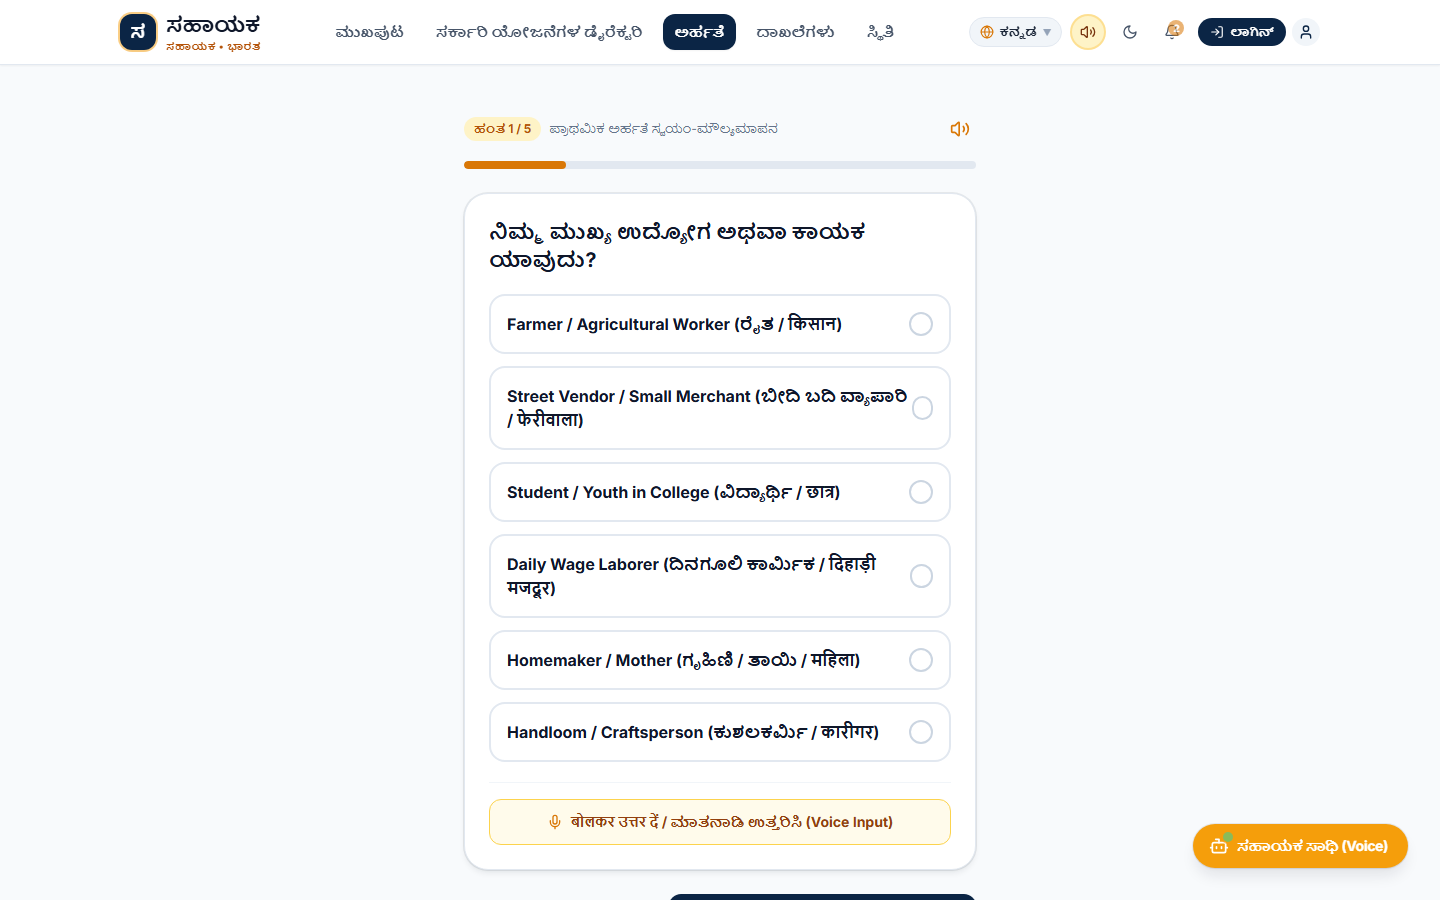 ಸ
ಸಹಾಯಕ
ಸಹಾಯಕ • ಭಾರತ
ಮುಖಪುಟ
ಸರ್ಕಾರಿ ಯೋಜನೆಗಳ ಡೈರೆಕ್ಟರಿ
ಅರ್ಹತೆ
ದಾಖಲೆಗಳು
ಸ್ಥಿತಿ
ಕನ್ನಡ ▼
ಲಾಗಿನ್
ಹಂತ 1 / 5
ಪ್ರಾಥಮಿಕ ಅರ್ಹತೆ ಸ್ವಯಂ-ಮೌಲ್ಯಮಾಪನ
ನಿಮ್ಮ ಮುಖ್ಯ ಉದ್ಯೋಗ ಅಥವಾ ಕಾಯಕ
ಯಾವುದು?
Farmer / Agricultural Worker (ರೈತ / किसान)
Street Vendor / Small Merchant (ಬೀದಿ ಬದಿ ವ್ಯಾಪಾರಿ
/ फेरीवाला)
Student / Youth in College (ವಿದ್ಯಾರ್ಥಿ / छात्र)
Daily Wage Laborer (ದಿನಗೂಲಿ ಕಾರ್ಮಿಕ / दिहाड़ी
मजदूर)
Homemaker / Mother (ಗೃಹಿಣಿ / ತಾಯಿ / महिला)
Handloom / Craftsperson (ಕುಶಲಕರ್ಮಿ / कारीगर)
बोलकर उत्तर दें / ಮಾತನಾಡಿ ಉತ್ತರಿಸಿ (Voice Input)
ಸಹಾಯಕ ಸಾಥಿ (Voice)